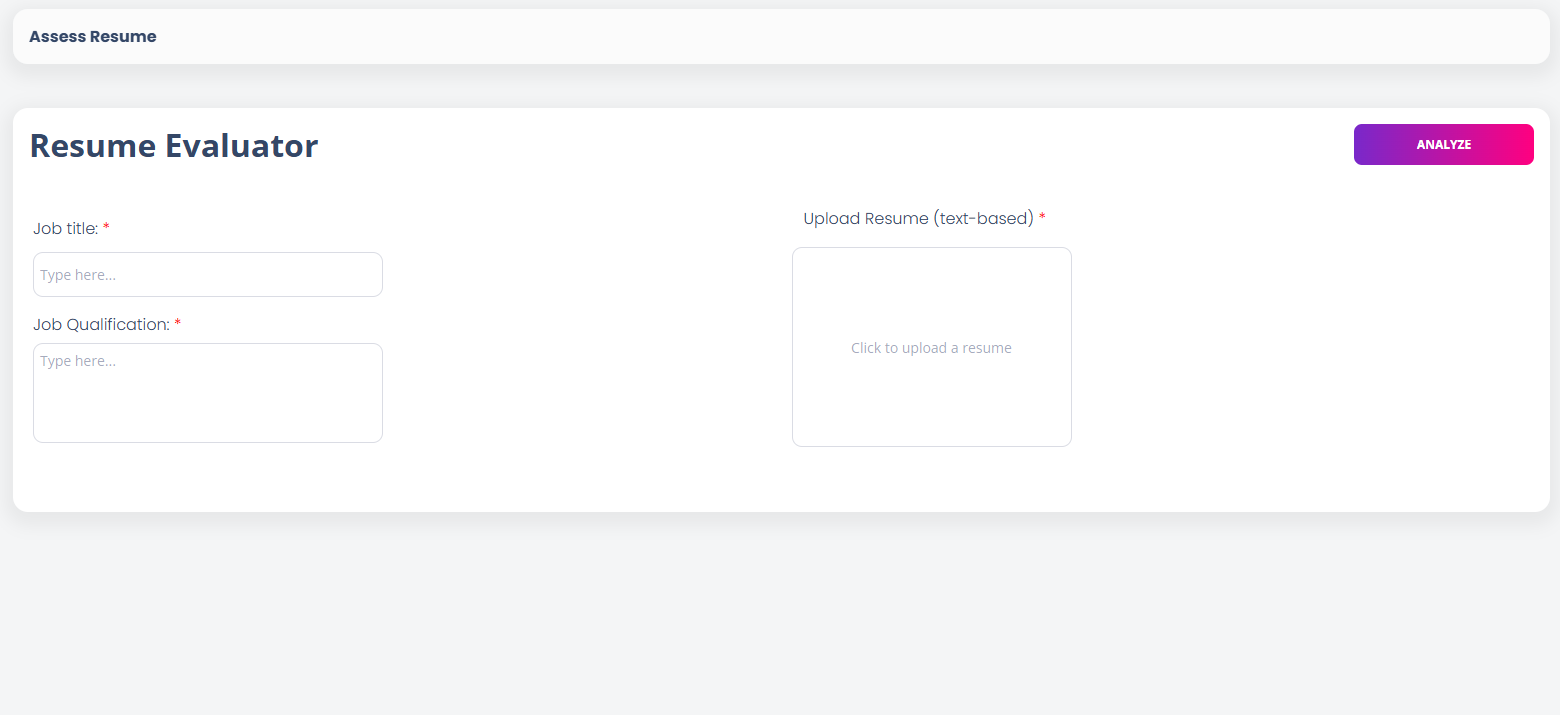 Assess Resume
Resume Evaluator
ANALYZE
Job title: *
Type here...
Job Qualification: *
Type here...
Upload Resume (text-based) *
Click to upload a resume